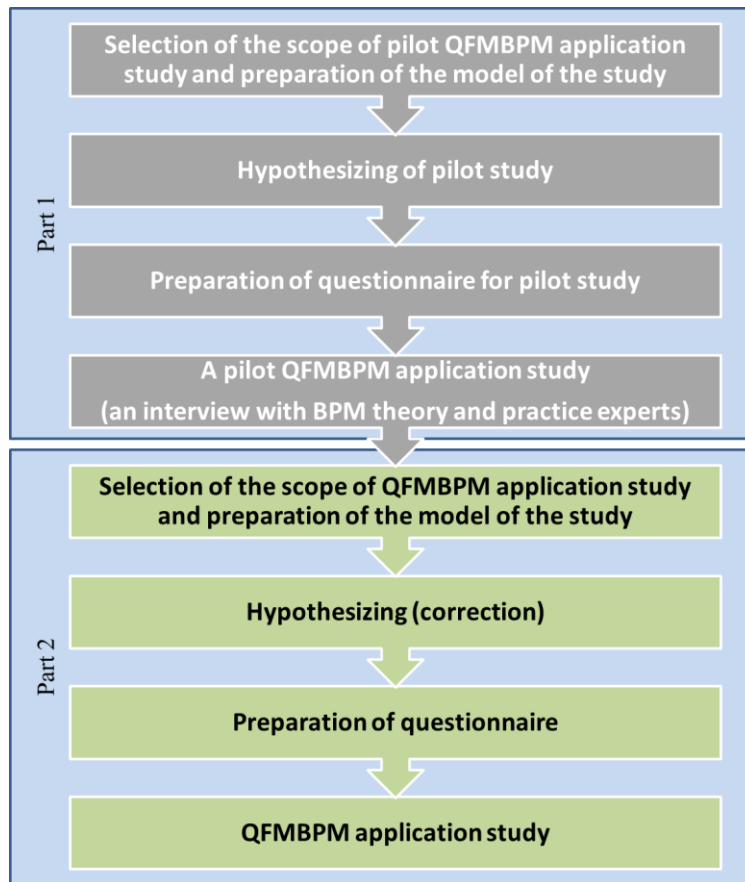 Part 1
Selection of the scope of pilot QFMBPM application
study and preparation of the model of the study
Hypothesizing of pilot study
Preparation of questionnaire for pilot study
A pilot QFMBPM application study
(an interview with BPM theory and practice experts)
Part 2
Selection of the scope of QFMBPM application study
and preparation of the model of the study
Hypothesizing (correction)
Preparation of questionnaire
QFMBPM application study